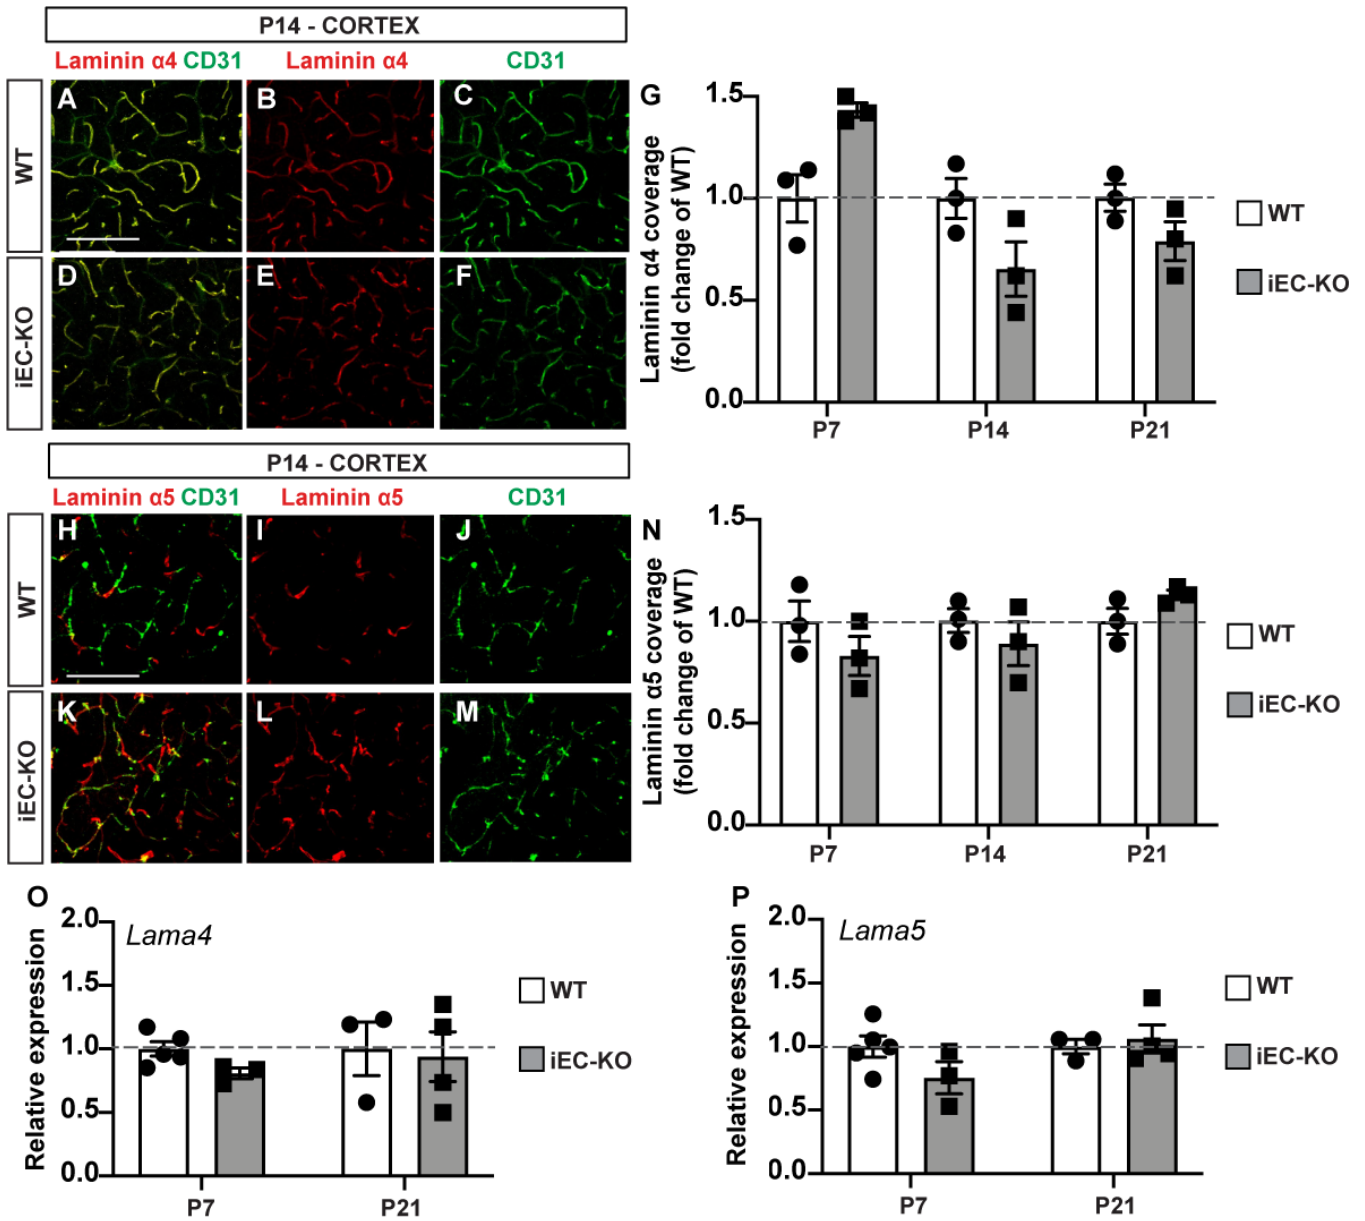 P14 - CORTEX
Laminin α4 CD31 Laminin α4 CD31
WT
A B C
iEC-KO
D E F
G
Laminin α4 coverage
(fold change of WT)
1.5
1.0
0.5
0.0
P7 P14 P21
WT
iEC-KO
P14 - CORTEX
Laminin α5 CD31 Laminin α5 CD31
WT
H I J
iEC-KO
K L M
N
Laminin α5 coverage
(fold change of WT)
1.5
1.0
0.5
0.0
P7 P14 P21
WT
iEC-KO
O
Lama4
Relative expression
2.0
1.5
1.0
0.5
0.0
P7 P21
WT
iEC-KO
P
Lama5
Relative expression
2.0
1.5
1.0
0.5
0.0
P7 P21
WT
iEC-KO